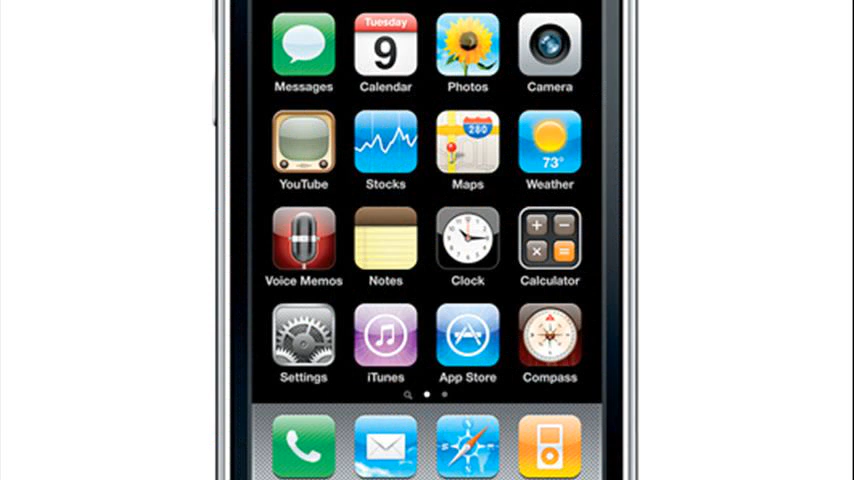 Messages
Tuesday
9
Calendar
Photos
Camera
YouTube
Stocks
280
Maps
73°
Weather
Voice Memos
Notes
Clock
Calculator
Settings
iTunes
App Store
Compass